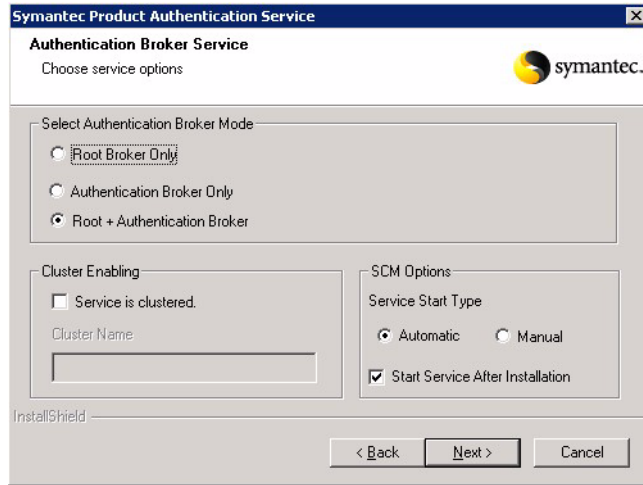 Symantec Product Authentication Service
Authentication Broker Service
Choose service options
symantec.
Select Authentication Broker Mode
Root Broker Only
Authentication Broker Only
Root + Authentication Broker
Cluster Enabling
Service is clustered.
Cluster Name
SCM Options
Service Start Type
Automatic
Manual
Start Service After Installation
InstallShield
< Back
Next >
Cancel